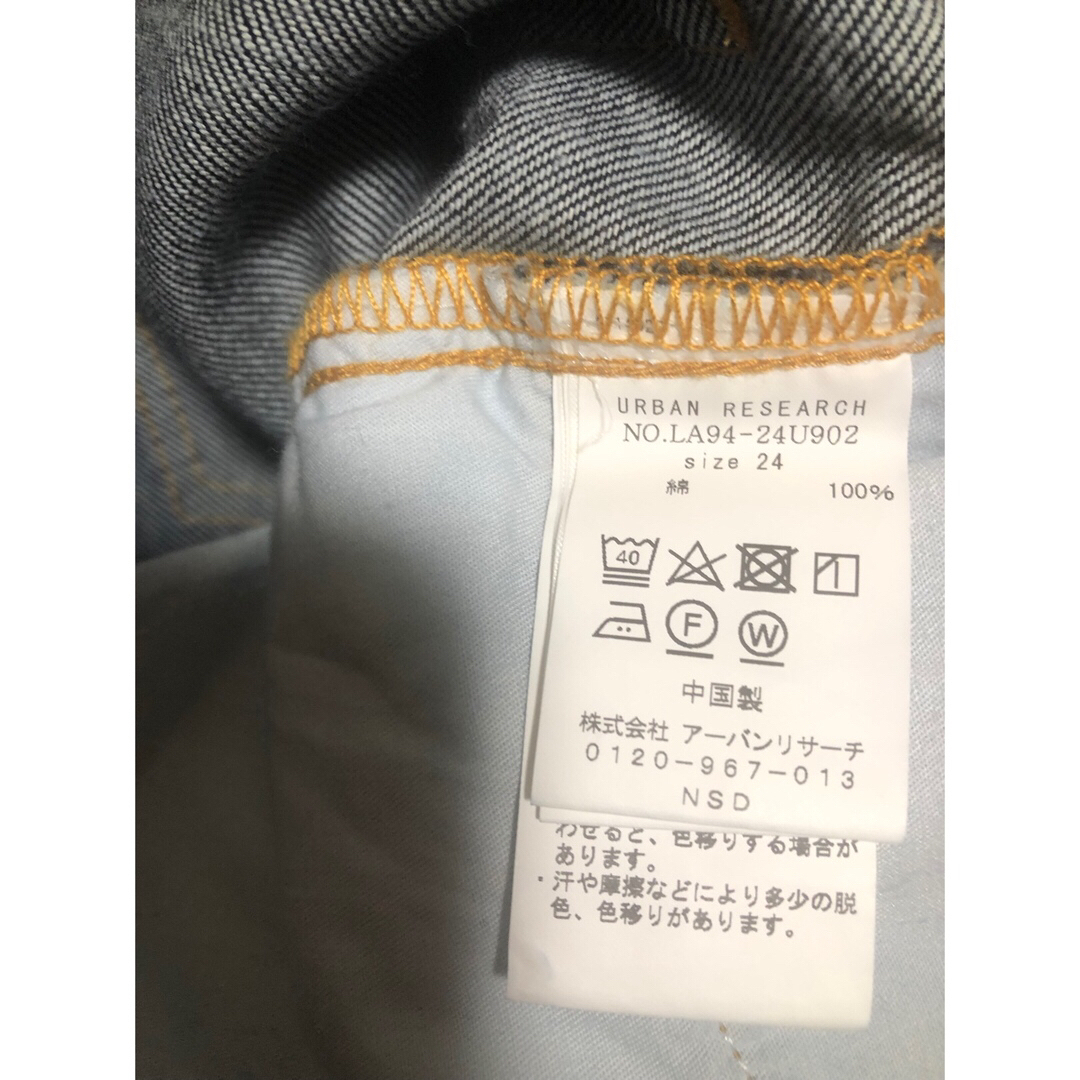 URBAN RESEARCH
NO.LA94-24U902
size 24
綿 100%
40
F W
中国製
株式会社 アーバンリサーチ
0120-967-013
NSD
わせると、色移りする場合が
あります。
・汗や摩擦などにより多少の脱
色、色移りがあります。